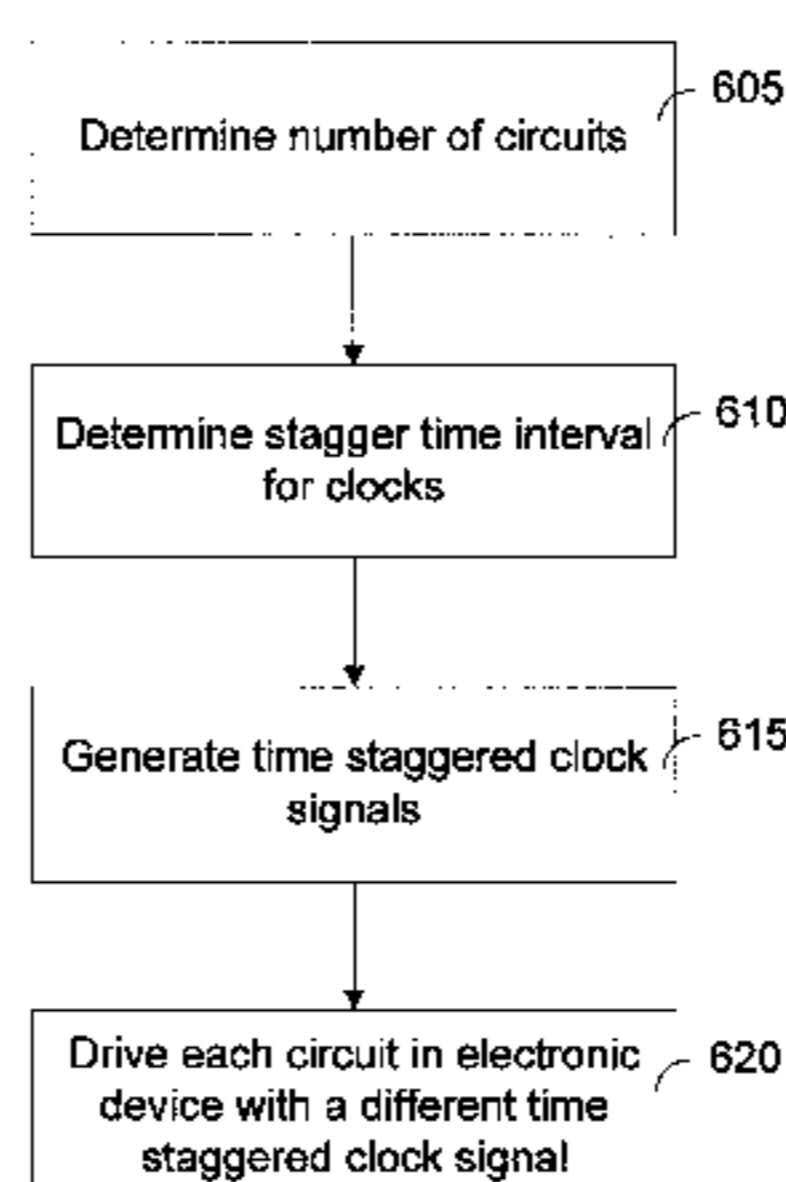 Determine number of circuits
605
Determine stagger time interval
for clocks
610
Generate time staggered clock
signals
615
Drive each circuit in electronic
device with a different time
staggered clock signal
620